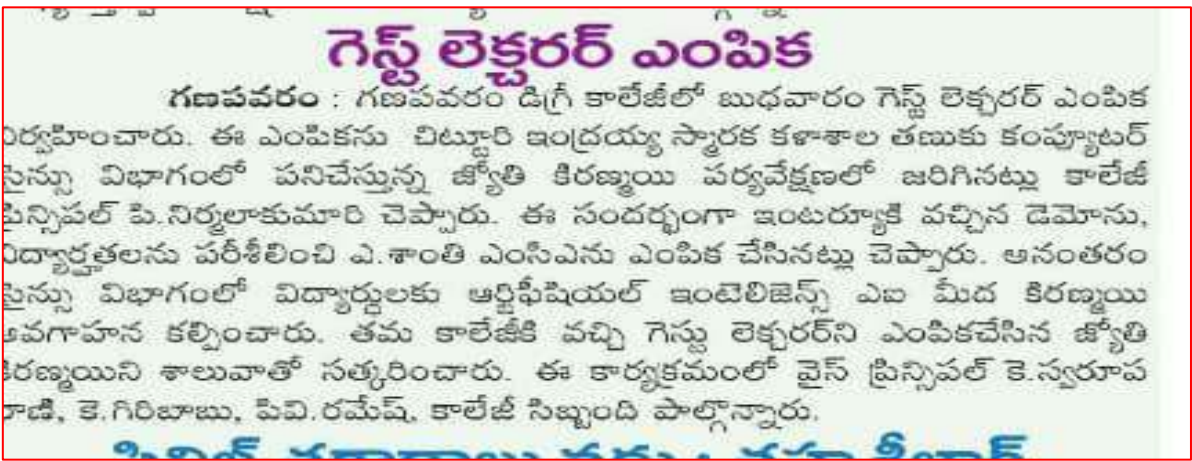 గెస్ట్ లెక్చరర్ ఎంపిక
గణపవరం : గణపవరం డిగ్రీ కాలేజీలో బుధవారం గెస్ట్ లెక్చరర్ ఎంపిక
నిర్వహించారు. ఈ ఎంపికను చిట్టూరి ఇంద్రయ్య స్మారక కళాశాల తణుకు కంప్యూటర్
సైన్సు విభాగంలో పనిచేస్తున్న జ్యోతి కిరణ్మయి పర్యవేక్షణలో జరిగినట్లు కాలేజీ
ప్రిన్సిపల్ పి.నిర్మలాకుమారి చెప్పారు. ఈ సందర్భంగా ఇంటర్వ్యూకి వచ్చిన డెమోను,
విద్యార్హతలను పరిశీలించి ఎ.శాంతి ఎంసిఎను ఎంపిక చేసినట్లు చెప్పారు. అనంతరం
సైన్సు విభాగంలో విద్యార్థులకు ఆర్టిఫీషియల్ ఇంటెలిజెన్స్ ఎఐ మీద కిరణ్మయి
అవగాహన కల్పించారు. తమ కాలేజీకి వచ్చి గెస్టు లెక్చరర్‌ని ఎంపికచేసిన జ్యోతి
కిరణ్మయిని శాలువాతో సత్కరించారు. ఈ కార్యక్రమంలో వైస్ ప్రిన్సిపల్ కె.స్వరూప
రాణి, కె.గిరిబాబు, పివి.రమేష్, కాలేజీ సిబ్బంది పాల్గొన్నారు.